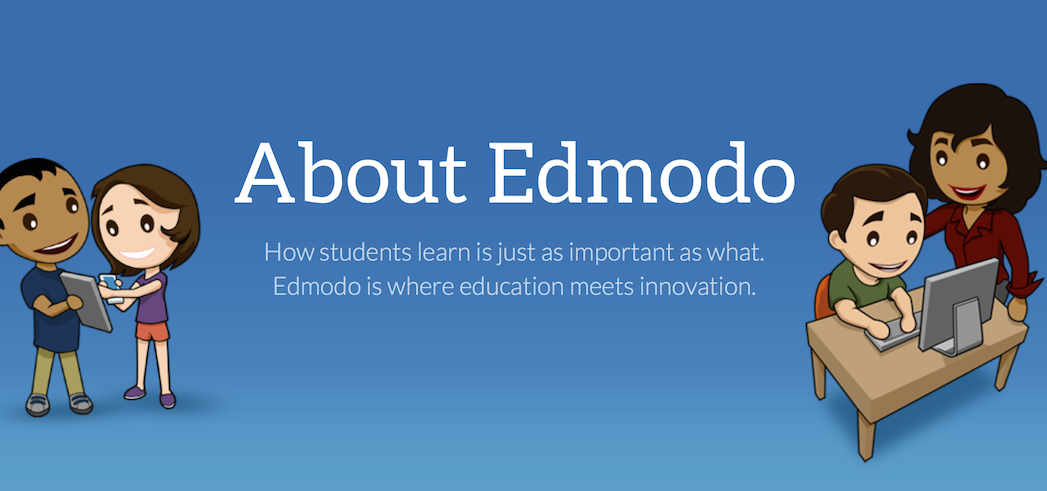 About Edmodo
How students learn is just as important as what.
Edmodo is where education meets innovation.